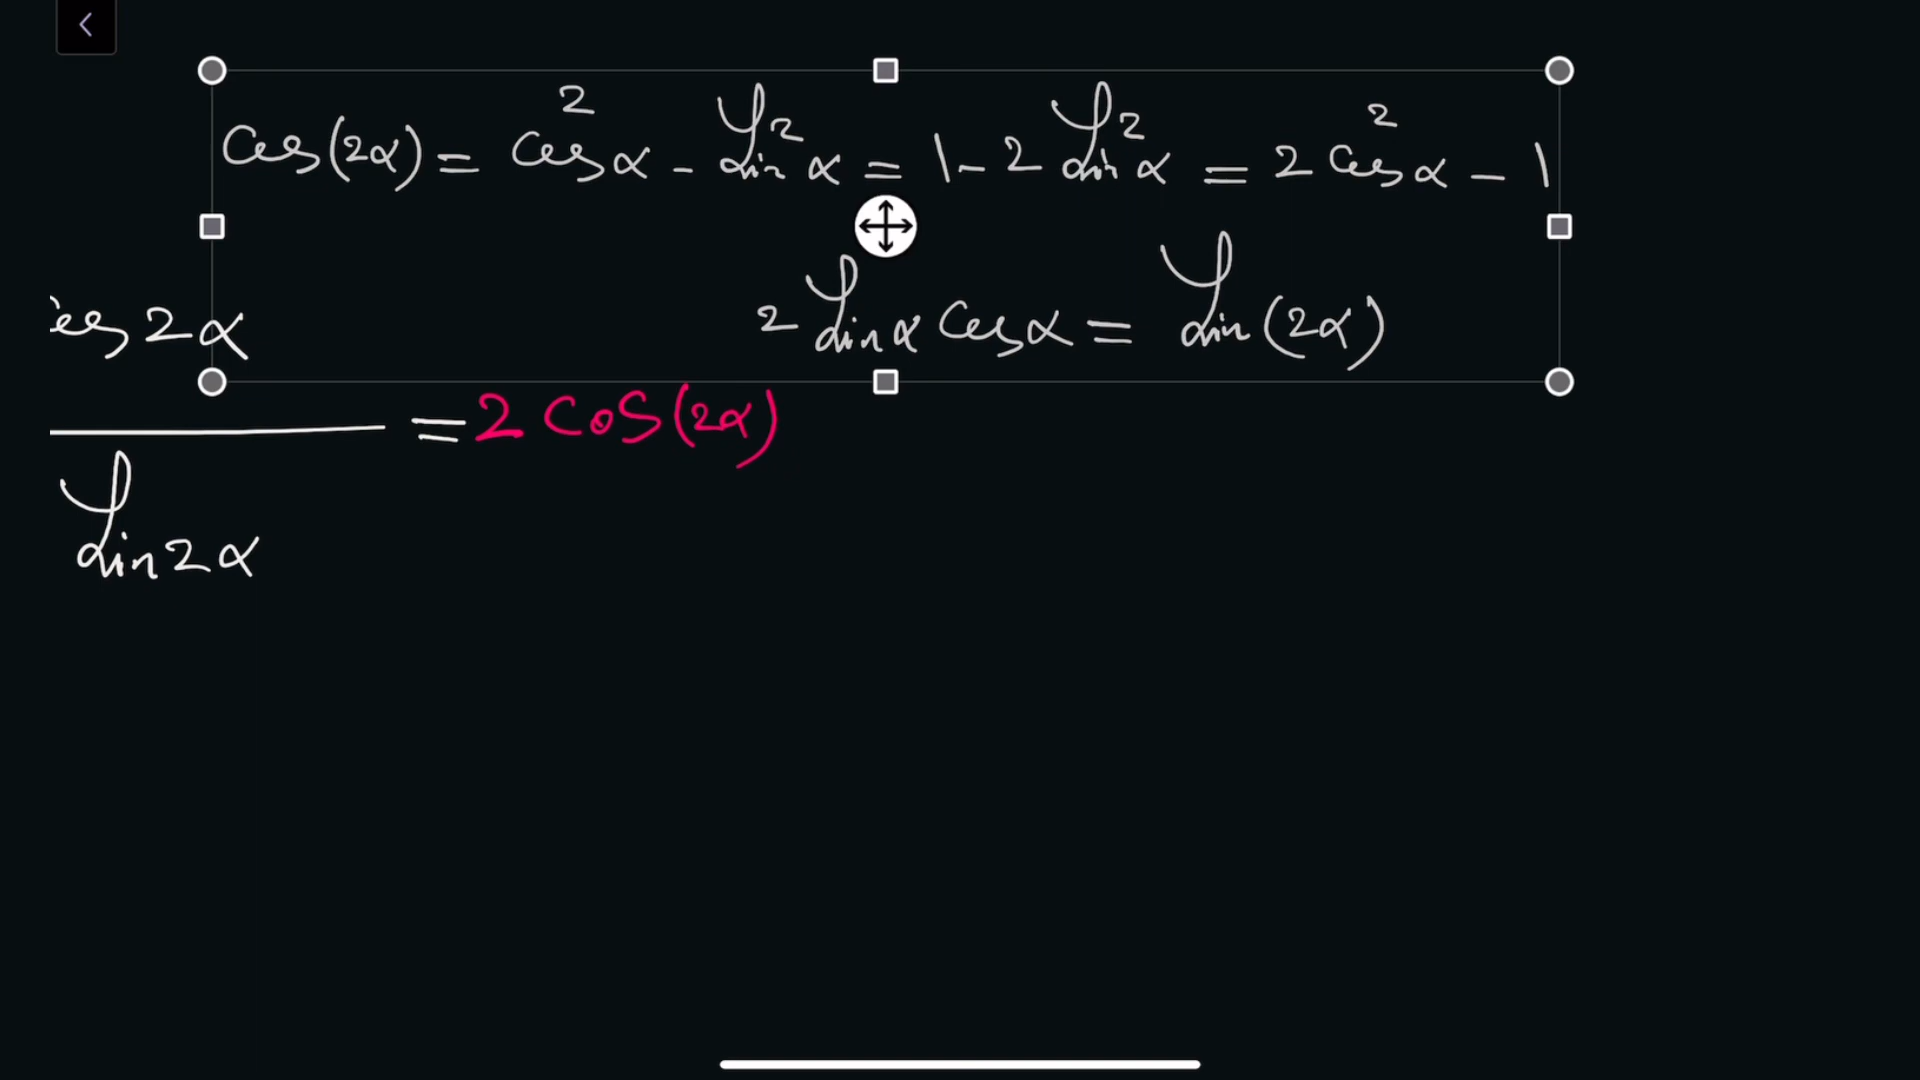 cos(2α) = cos²α - sin²α = 1 - 2 sin²α = 2 cos²α - 1
2 sinα cosα = sin(2α)
cos 2α
= 2 cos(2α)
sin 2α